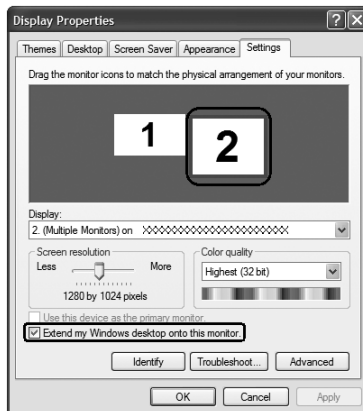 Display Properties
Themes Desktop Screen Saver Appearance Settings
Drag the monitor icons to match the physical arrangement of your monitors.
1 2
Display:
2. (Multiple Monitors) on XXXXXXXXXXXXXXXXXXXXXX
Screen resolution Color quality
Less More Highest (32 bit)
1280 by 1024 pixels
Use this device as the primary monitor.
Extend my Windows desktop onto this monitor.
Identify Troubleshoot... Advanced
OK Cancel Apply